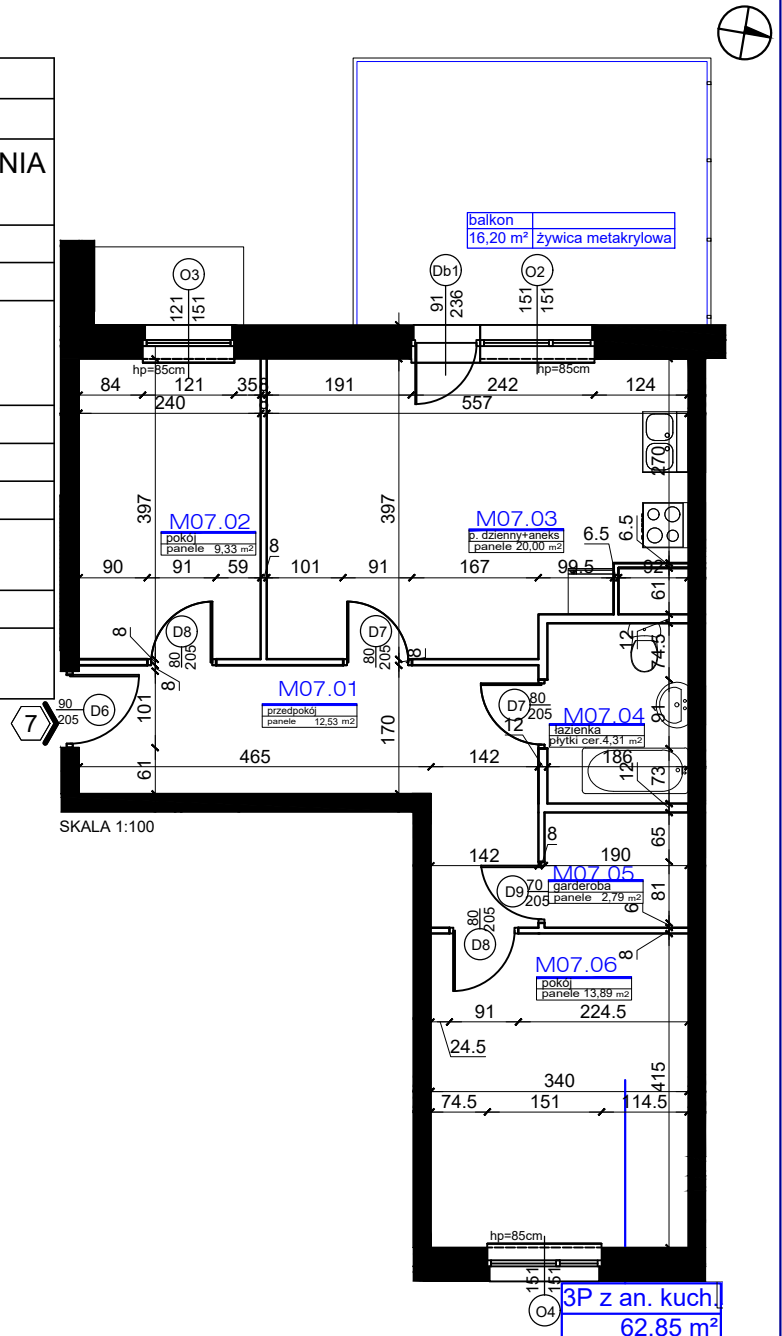 NIA
balkon
16,20 m² żywica metakrylowa
O3
121
151
Db1
91
236
O2
151
151
hp=85cm
hp=85cm
84 121 35 8 191 242 124
240 557
270
397
397
M07.02
pokój
panele 9,33 m²
M07.03
p. dzienny+aneks
panele 20,00 m²
6.5
6.5
8
90 91 59 101 91 167 99.5 92
61
8
D8
80
205
D7
80
205
8
12
74.5
8
M07.01
przedpokój
panele 12,53 m²
90
205
D6
7
101
170
D7
80
205
12
M07.04
łazienka
płytki cer.4,31 m²
91
61
465 142 186
12
73
SKALA 1:100
8
65
142 190
M07.05
garderoba
panele 2,79 m²
D9
70
205
81
6
80
205
D8
8
M07.06
pokój
panele 13,89 m²
91 224.5
24.5
340
415
74.5 151 114.5
hp=85cm
151
151
O4
3P z an. kuch.
62.85 m²